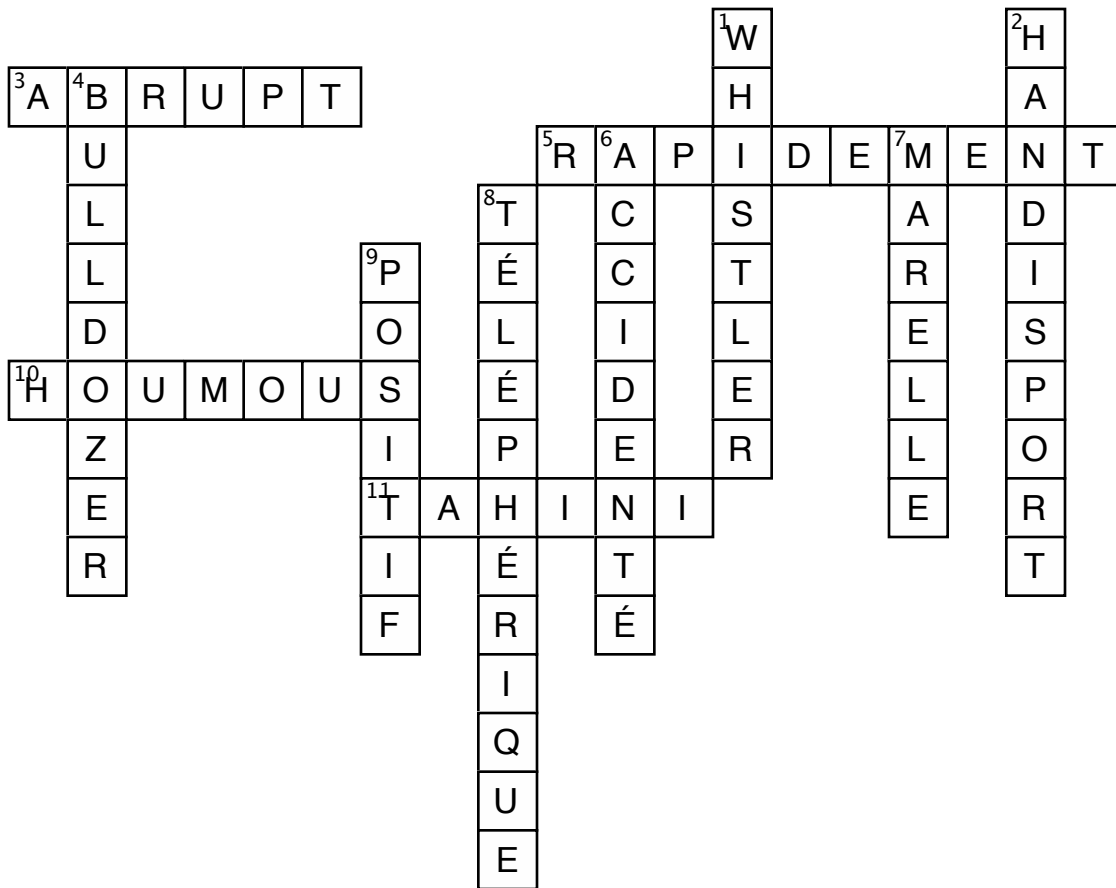 1 WHISTLER
2 HANDISPORT
3 ABRUPT
4 BULLDOZER
5 RAPIDEMENT
6 ACCIDENTÉ
7 MARELLE
8 TÉLÉPHÉRIQUE
9 POSITIF
10 HOUMOUS
11 TAHINI